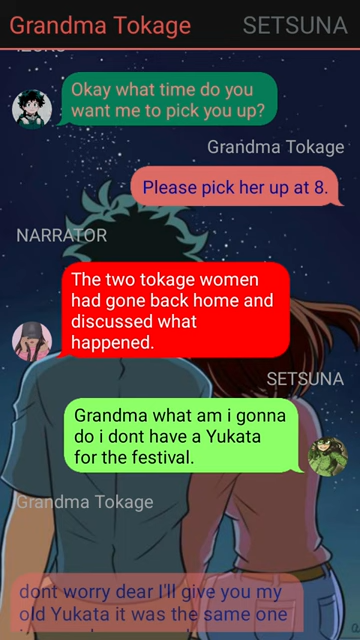 Grandma Tokage SETSUNA
Okay what time do you
want me to pick you up?
Grandma Tokage
Please pick her up at 8.
NARRATOR
The two tokage women
had gone back home and
discussed what
happened.
SETSUNA
Grandma what am i gonna
do i dont have a Yukata
for the festival.
Grandma Tokage
dont worry dear I'll give you my
old Yukata it was the same one